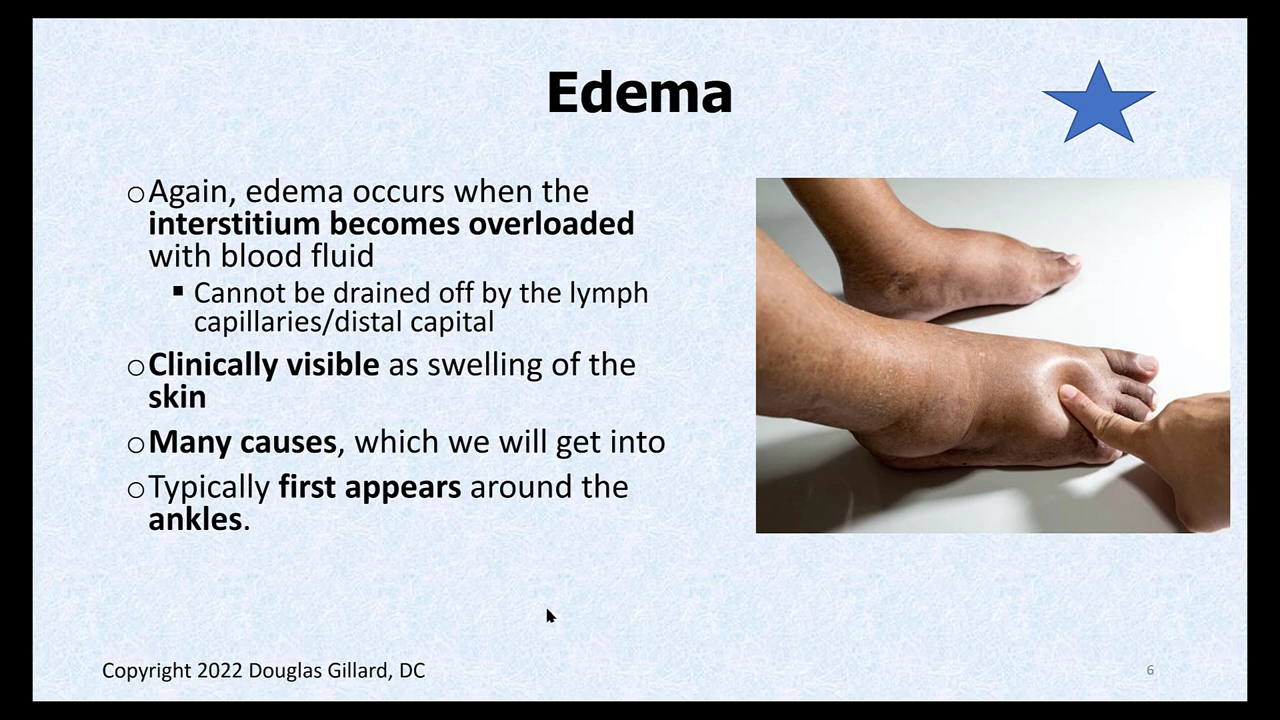 Edema
○Again, edema occurs when the
interstitium becomes overloaded
with blood fluid
▪ Cannot be drained off by the lymph
capillaries/distal capital
○Clinically visible as swelling of the
skin
○Many causes, which we will get into
○Typically first appears around the
ankles.
Copyright 2022 Douglas Gillard, DC
6